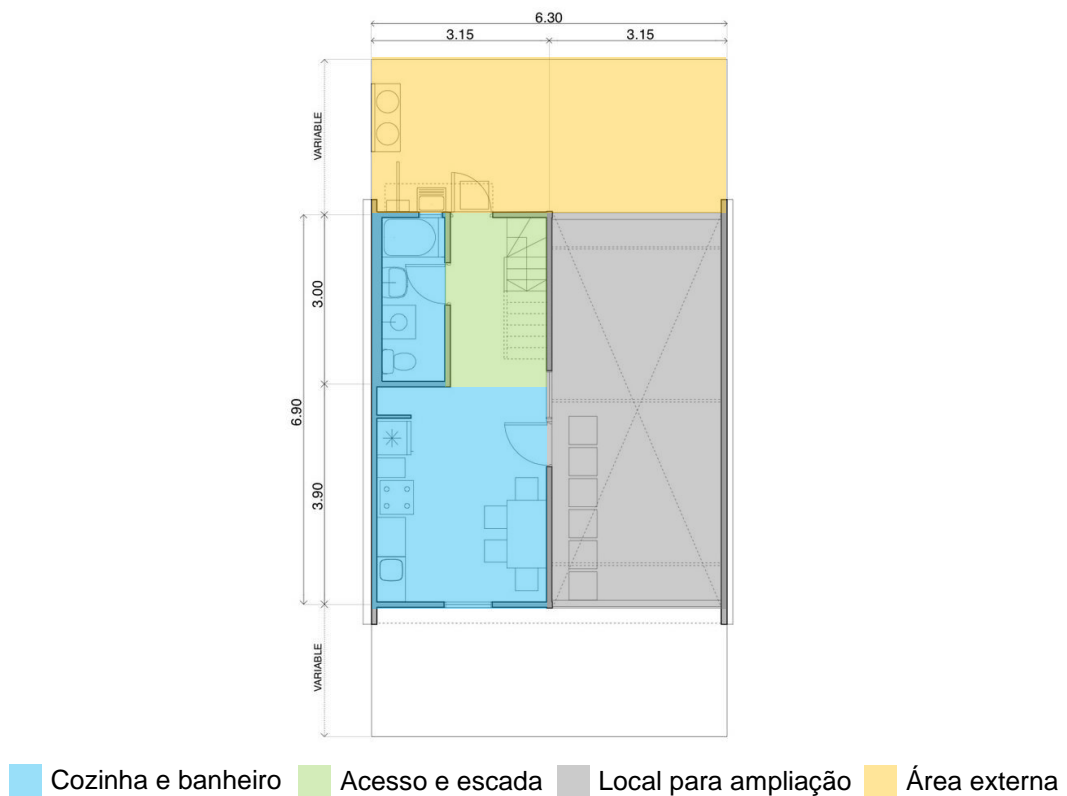 6.30
3.15 3.15
VARIABLE
3.00
6.90
3.90
VARIABLE
Cozinha e banheiro Acesso e escada Local para ampliação Área externa